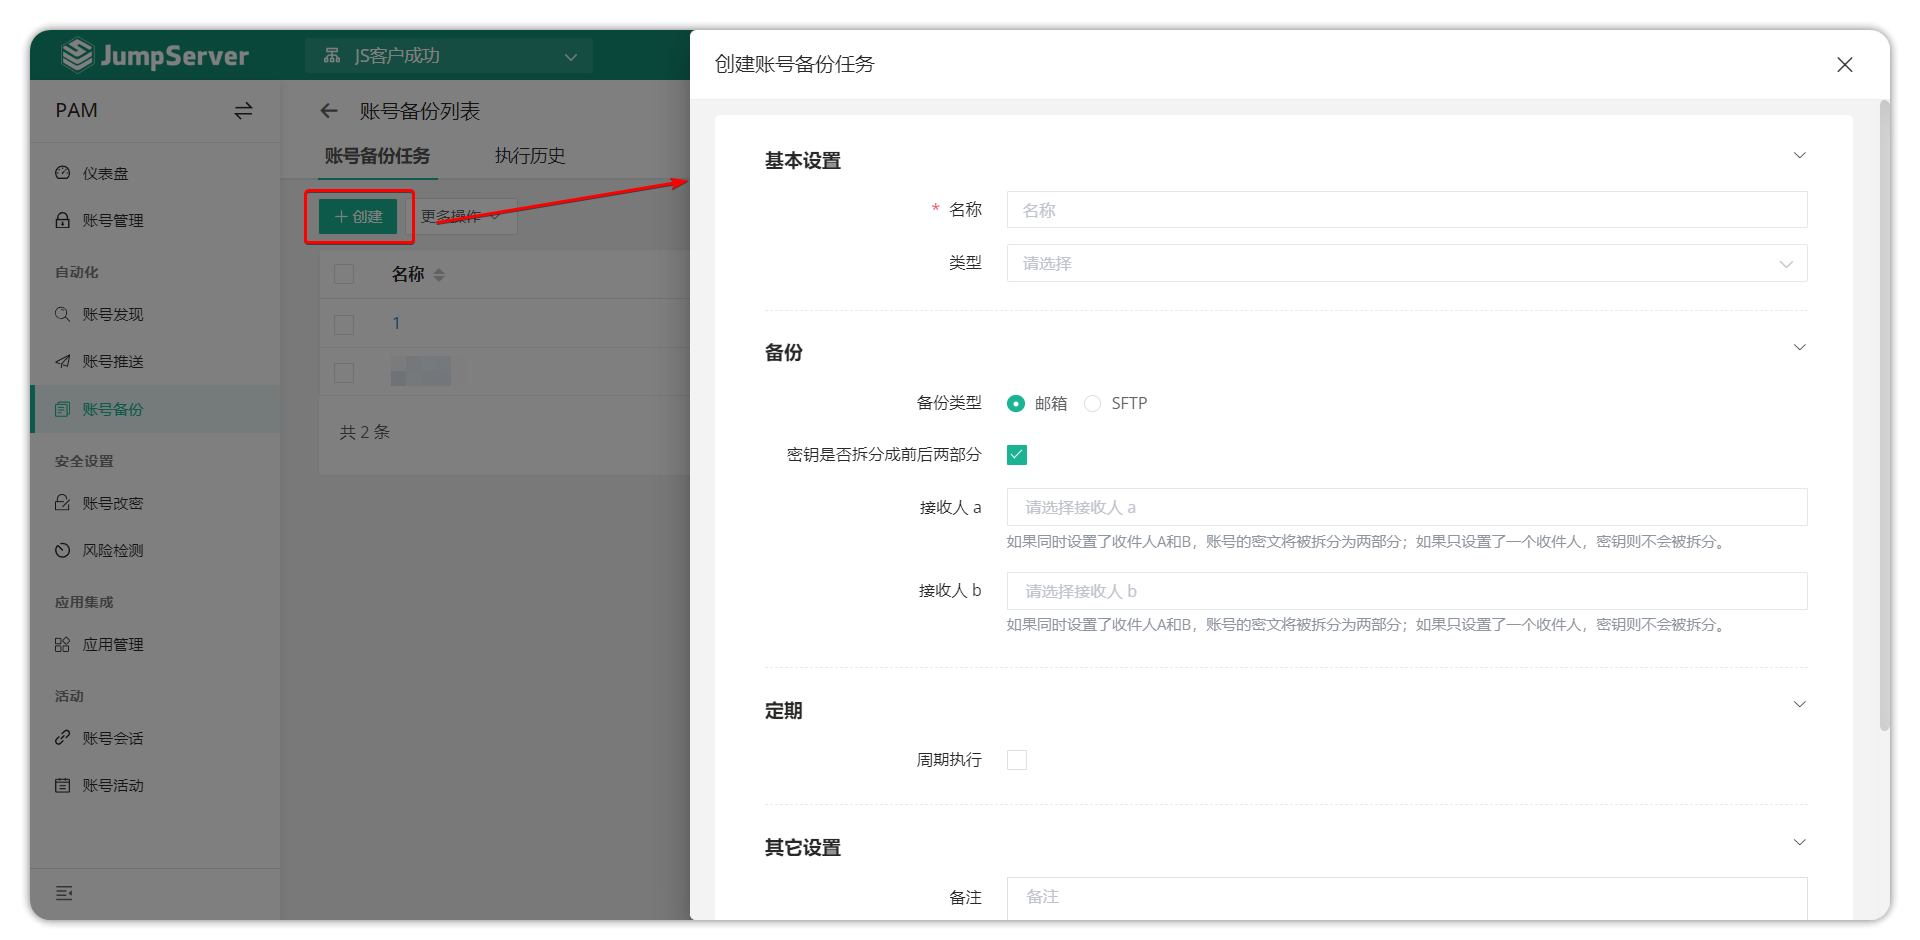 JumpServer
JS客户成功
PAM
仪表盘
账号管理
自动化
账号发现
账号推送
账号备份
安全设置
账号改密
风险检测
应用集成
应用管理
活动
账号会话
账号活动
账号备份列表
账号备份任务
执行历史
创建
更多操作
名称
1
共 2 条
创建账号备份任务
基本设置
* 名称
名称
类型
请选择
备份
备份类型
邮箱
SFTP
密钥是否拆分成前后两部分
接收人 a
请选择接收人 a
如果同时设置了收件人A和B，账号的密文将被拆分为两部分；如果只设置了一个收件人，密钥则不会被拆分。
接收人 b
请选择接收人 b
如果同时设置了收件人A和B，账号的密文将被拆分为两部分；如果只设置了一个收件人，密钥则不会被拆分。
定期
周期执行
其它设置
备注
备注